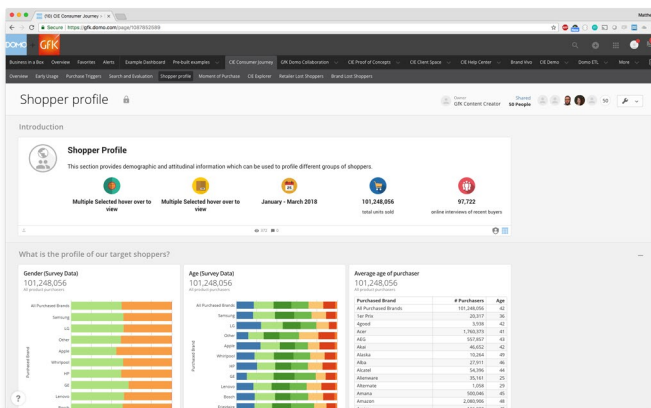 (10) CIE Consumer Journey
Mathe
Secure https://gfk.domo.com/page/1097852689
DOMO GFK
Business in a Box Overview Favorites Alerts Example Dashboard Pre-built examples CIE Consumer Journey GfK Domo Collaboration CIE Proof of Concepts CIE Client Space CIE Help Center Brand Vivo CIE Demo Domo ETL More
Overview Early Usage Purchase Triggers Search and Evaluation Shopper profile Moment of Purchase CIE Explorer Retailer Lost Shoppers Brand Lost Shoppers
Shopper profile
Owner
GfK Content Creator
Shared
50 People
50
Introduction
Shopper Profile
This section provides demographic and attitudinal information which can be used to profile different groups of shoppers.
Multiple Selected hover over to view
Multiple Selected hover over to view
January - March 2018
101,248,056
total units sold
97,722
online interviews of recent buyers
What is the profile of our target shoppers?
Gender (Survey Data)
101,248,056
All product purchasers
Purchased Brand
All Purchased Brands
Samsung
LG
Other
Apple
Whirlpool
HP
GE
Lenovo
Bosch
Age (Survey Data)
101,248,056
All product purchasers
Purchased Brand
All Purchased Brands
Samsung
LG
Other
Apple
Whirlpool
HP
GE
Lenovo
Bosch
Average age of purchaser
101,248,056
All product purchasers
Purchased Brand # Purchasers Age
All Purchased Brands 101,248,056 42
1er Prix 20,317 36
4good 3,938 42
Acer 1,760,373 41
AEG 557,857 43
Akai 46,652 42
Alaska 10,264 49
Alba 27,911 46
Alcatel 54,396 44
Alienware 35,161 25
Alternate 1,058 29
Amana 500,046 45
Amazon 2,080,906 48
?